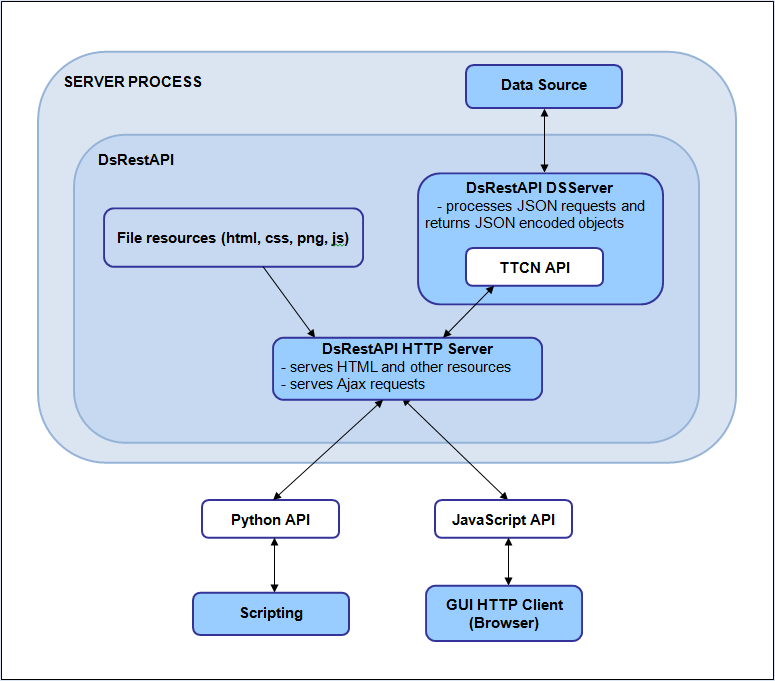 SERVER PROCESS
Data Source
DsRestAPI
DsRestAPI DSServer
- processes JSON requests and
returns JSON encoded objects
File resources (html, css, png, js)
TTCN API
DsRestAPI HTTP Server
- serves HTML and other resources
- serves Ajax requests
Python API
JavaScript API
Scripting
GUI HTTP Client
(Browser)